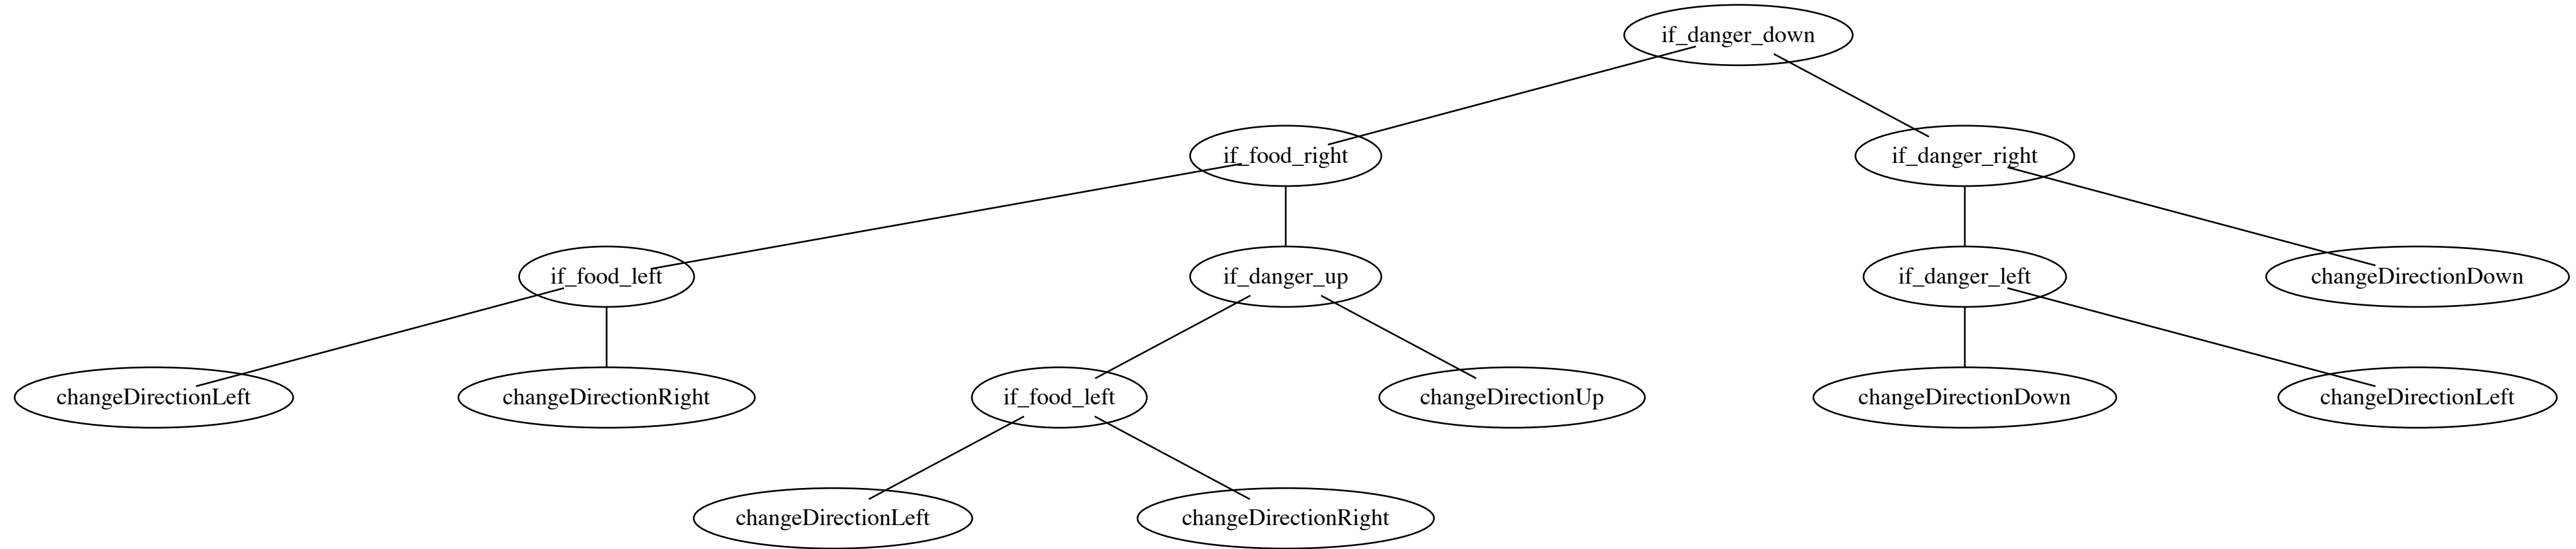 if_danger_down
if_food_right
if_danger_right
if_food_left
if_danger_up
if_danger_left
changeDirectionDown
changeDirectionLeft
changeDirectionRight
if_food_left
changeDirectionUp
changeDirectionDown
changeDirectionLeft
changeDirectionLeft
changeDirectionRight